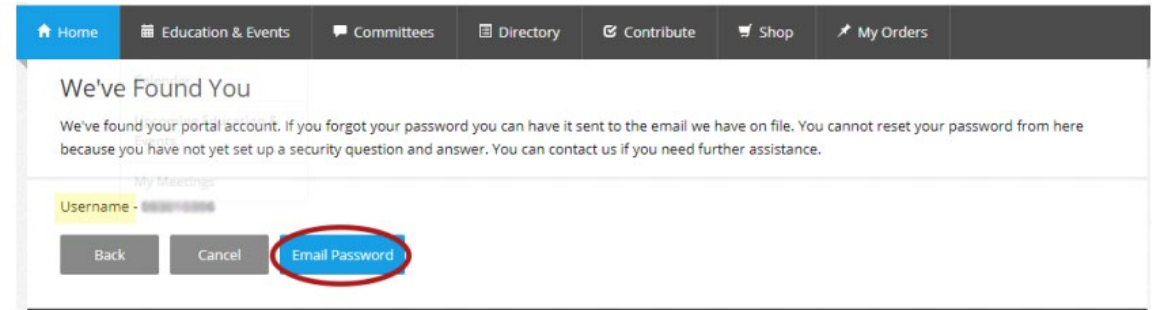 Home Education & Events Committees Directory Contribute Shop My Orders
We've Found You
We've found your portal account. If you forgot your password you can have it sent to the email we have on file. You cannot reset your password from here
because you have not yet set up a security question and answer. You can contact us if you need further assistance.
My Meetings
Username -
Back Cancel Email Password